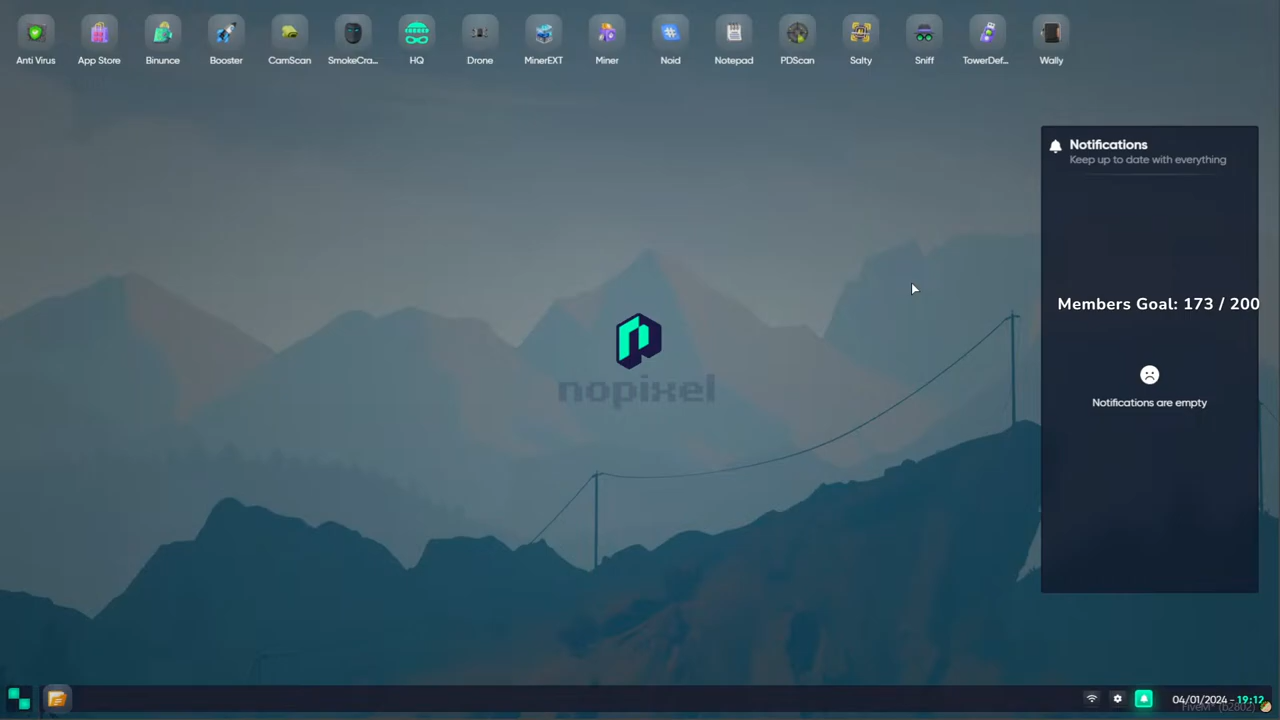 Anti Virus
App Store
Binunce
Booster
CamScan
SmokeCra...
HQ
Drone
MinerEXT
Miner
Noid
Notepad
PDScan
Salty
Sniff
TowerDef...
Wally
Notifications
Keep up to date with everything
Members Goal: 173 / 200
Notifications are empty
nopixel
04/01/2024 - 19:12
FiveM® (b2802)